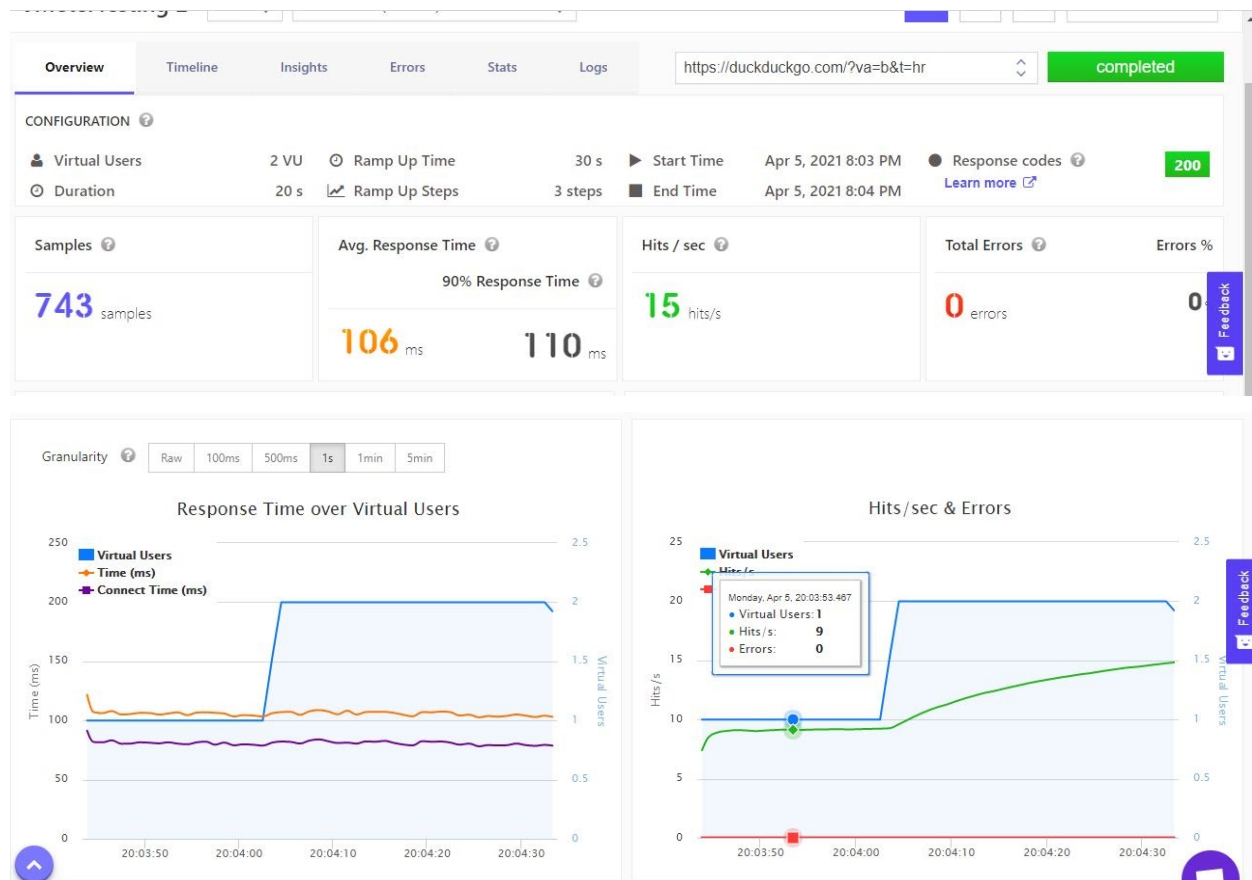 Overview Timeline Insights Errors Stats Logs https://duckduckgo.com/?va=b&t=hr completed
CONFIGURATION
Virtual Users 2 VU Ramp Up Time 30 s Start Time Apr 5, 2021 8:03 PM Response codes 200
Duration 20 s Ramp Up Steps 3 steps End Time Apr 5, 2021 8:04 PM Learn more
Samples Avg. Response Time Hits / sec Total Errors Errors %
90% Response Time
743 samples 106 ms 110 ms 15 hits/s 0 errors 0
Feedback
Granularity Raw 100ms 500ms 1s 1min 5min
Response Time over Virtual Users
250 2.5
Virtual Users
Time (ms)
Connect Time (ms)
200 2
150 1.5
100 1
50 0.5
0 0
Time (ms)
Virtual Users
20:03:50 20:04:00 20:04:10 20:04:20 20:04:30
Hits/sec & Errors
25 2.5
Virtual Users
Hits/s
20 2
Monday, Apr 5, 20:03:53.467
Virtual Users: 1
Hits/s: 9
Errors: 0
15 1.5
10 1
5 0.5
0 0
Hits/s
Virtual Users
20:03:50 20:04:00 20:04:10 20:04:20 20:04:30
Feedback